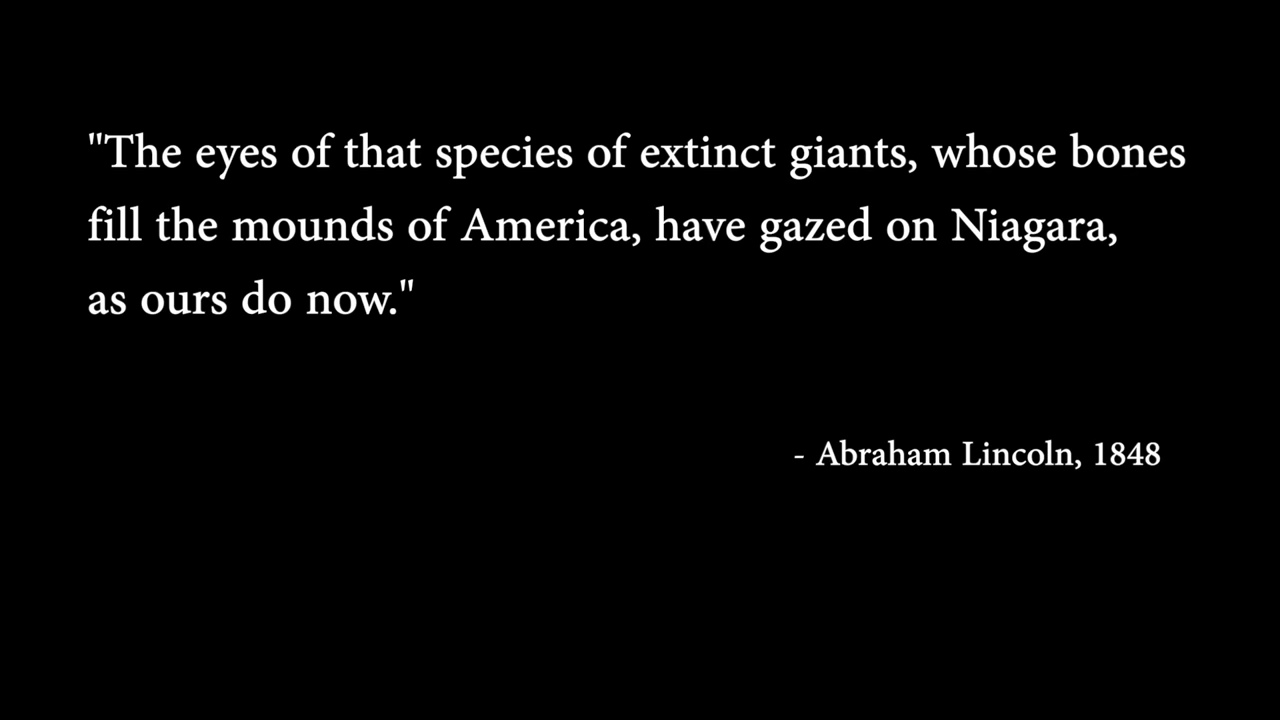 "The eyes of that species of extinct giants, whose bones
fill the mounds of America, have gazed on Niagara,
as ours do now."
- Abraham Lincoln, 1848